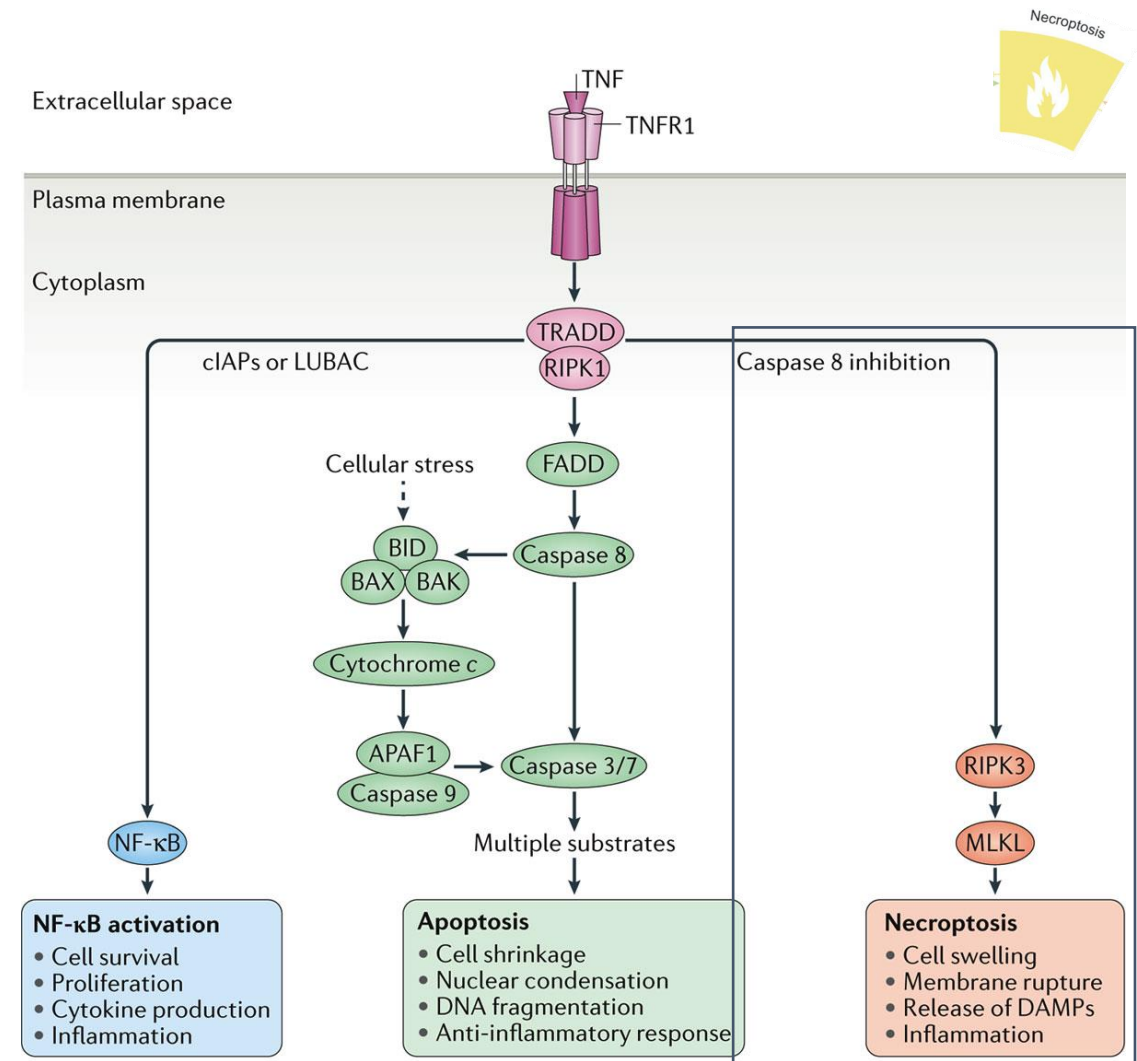 Necroptosis
TNF
Extracellular space
TNFR1
Plasma membrane
Cytoplasm
TRADD
cIAPs or LUBAC
RIPK1
Caspase 8 inhibition
Cellular stress
FADD
BID
Caspase 8
BAX
BAK
Cytochrome c
APAF1
Caspase 9
Caspase 3/7
RIPK3
NF-κB
Multiple substrates
MLKL
NF-κB activation
• Cell survival
• Proliferation
• Cytokine production
• Inflammation
Apoptosis
• Cell shrinkage
• Nuclear condensation
• DNA fragmentation
• Anti-inflammatory response
Necroptosis
• Cell swelling
• Membrane rupture
• Release of DAMPs
• Inflammation